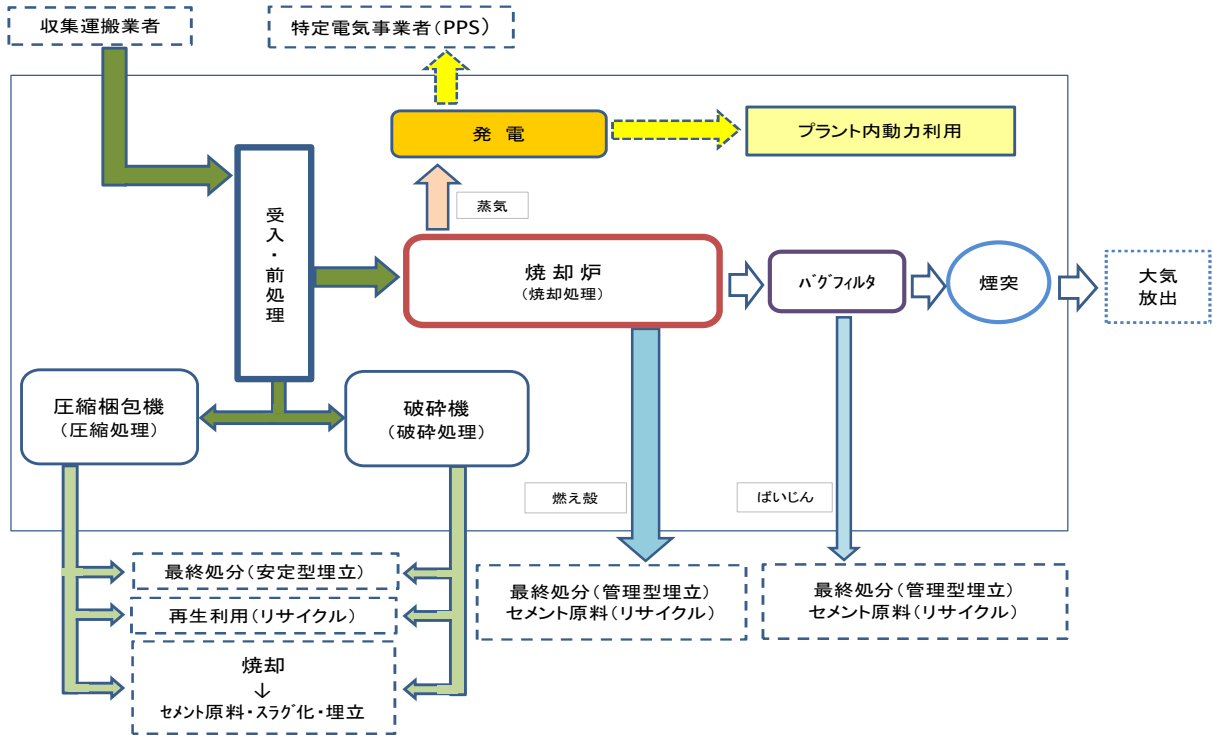 収集運搬業者
特定電気事業者(PPS)
発 電
プラント内動力利用
蒸気
受入・前処理
焼却炉
(焼却処理)
バグフィルタ
煙突
大気
放出
圧縮梱包機
(圧縮処理)
破砕機
(破砕処理)
燃え殻
ばいじん
最終処分(安定型埋立)
再生利用(リサイクル)
焼却
↓
セメント原料・スラグ化・埋立
最終処分(管理型埋立)
セメント原料(リサイクル)
最終処分(管理型埋立)
セメント原料(リサイクル)